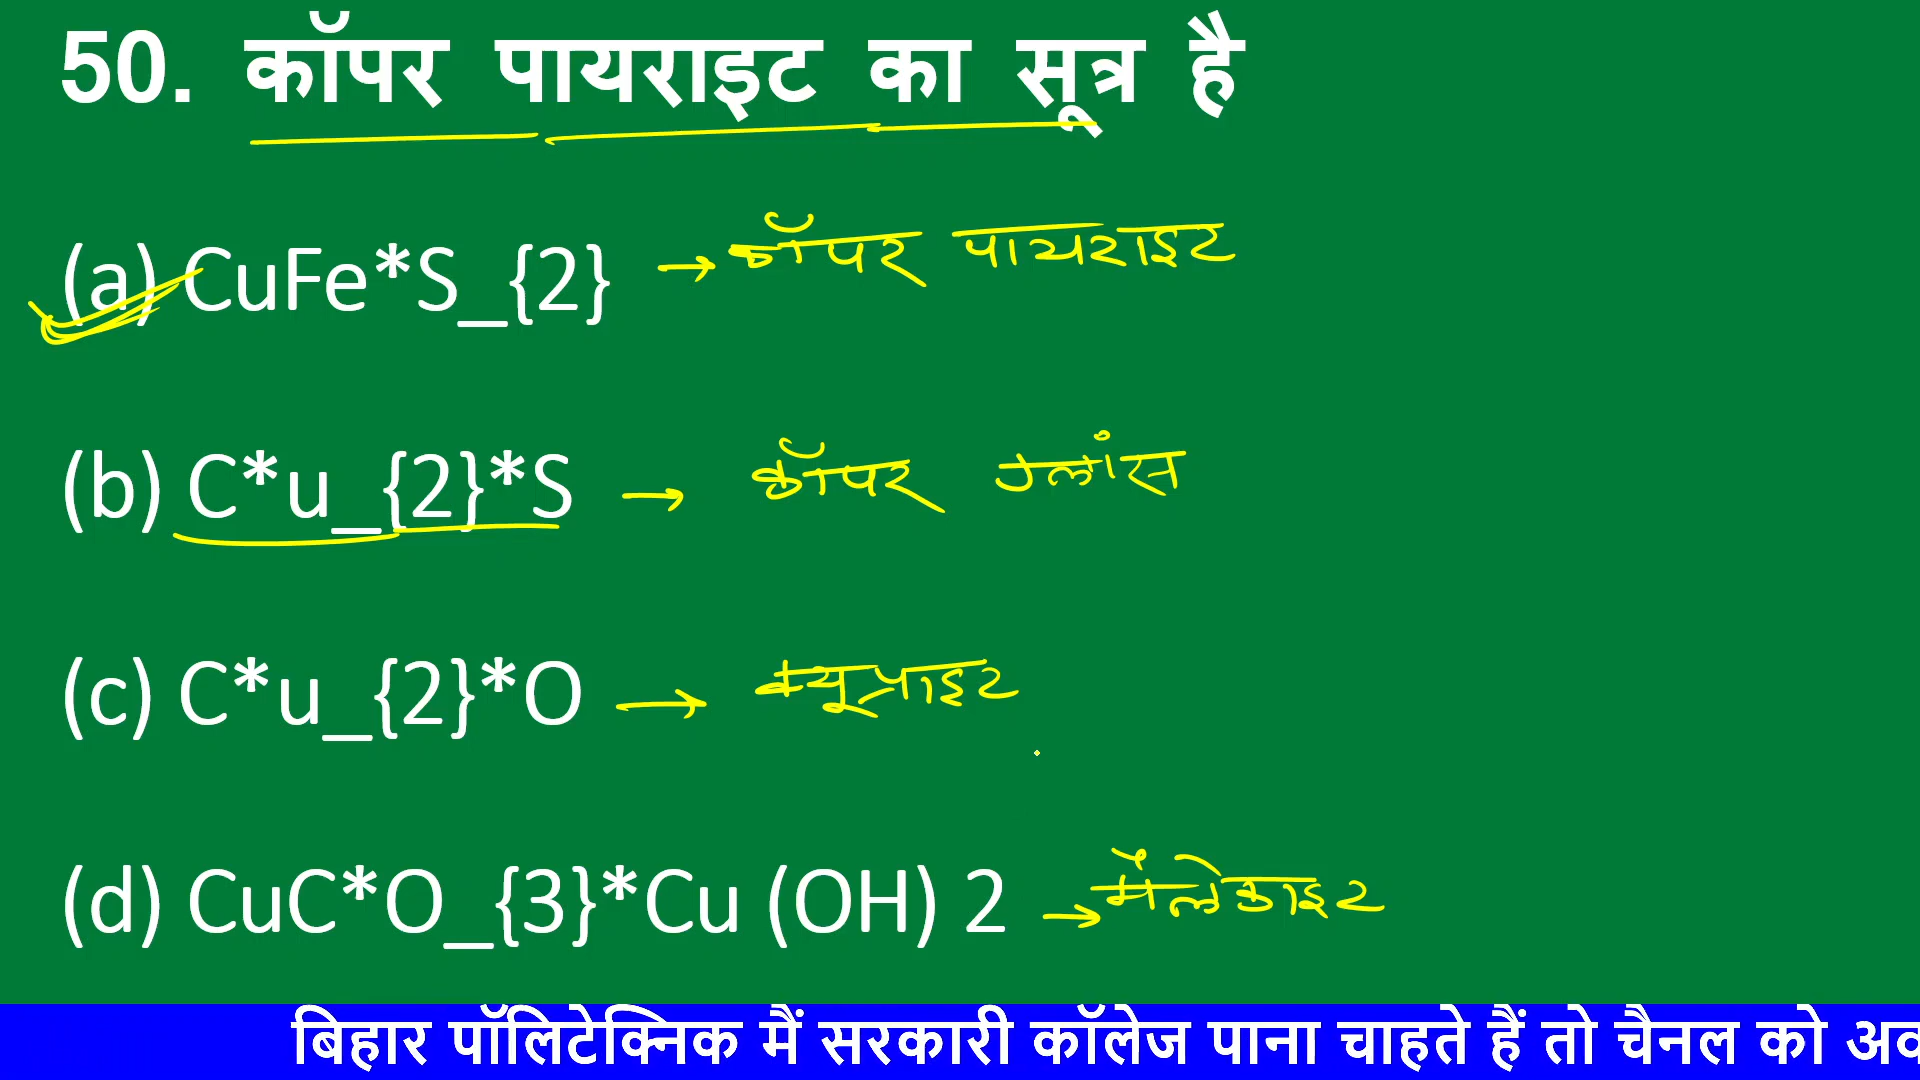 50. कॉपर पायराइट का सूत्र है
(a) CuFe*S_{2} → कॉपर पायराइट
(b) C*u_{2}*S → कॉपर ग्लांस
(c) C*u_{2}*O → क्यूप्राइट
(d) CuC*O_{3}*Cu (OH) 2 → मैलेकाइट
बिहार पॉलिटेक्निक मैं सरकारी कॉलेज पाना चाहते हैं तो चैनल को